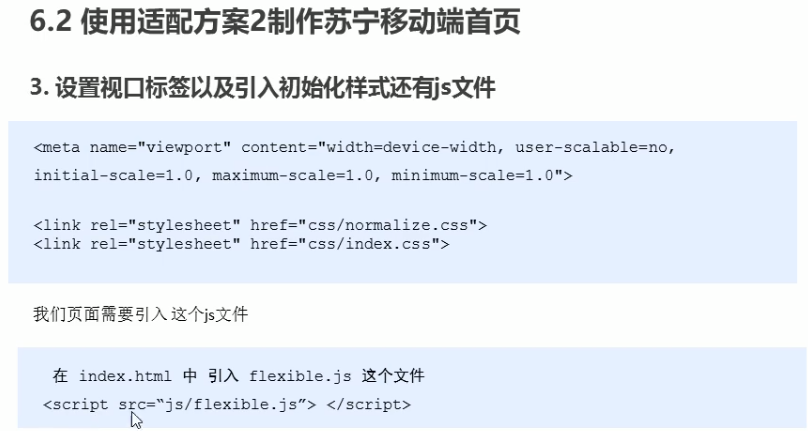 6.2 使用适配方案2制作苏宁移动端首页
3. 设置视口标签以及引入初始化样式还有js文件
<meta name="viewport" content="width=device-width, user-scalable=no,
initial-scale=1.0, maximum-scale=1.0, minimum-scale=1.0">
<link rel="stylesheet" href="css/normalize.css">
<link rel="stylesheet" href="css/index.css">
我们页面需要引入 这个js文件
在 index.html 中 引入 flexible.js 这个文件
<script src=“js/flexible.js”> </script>